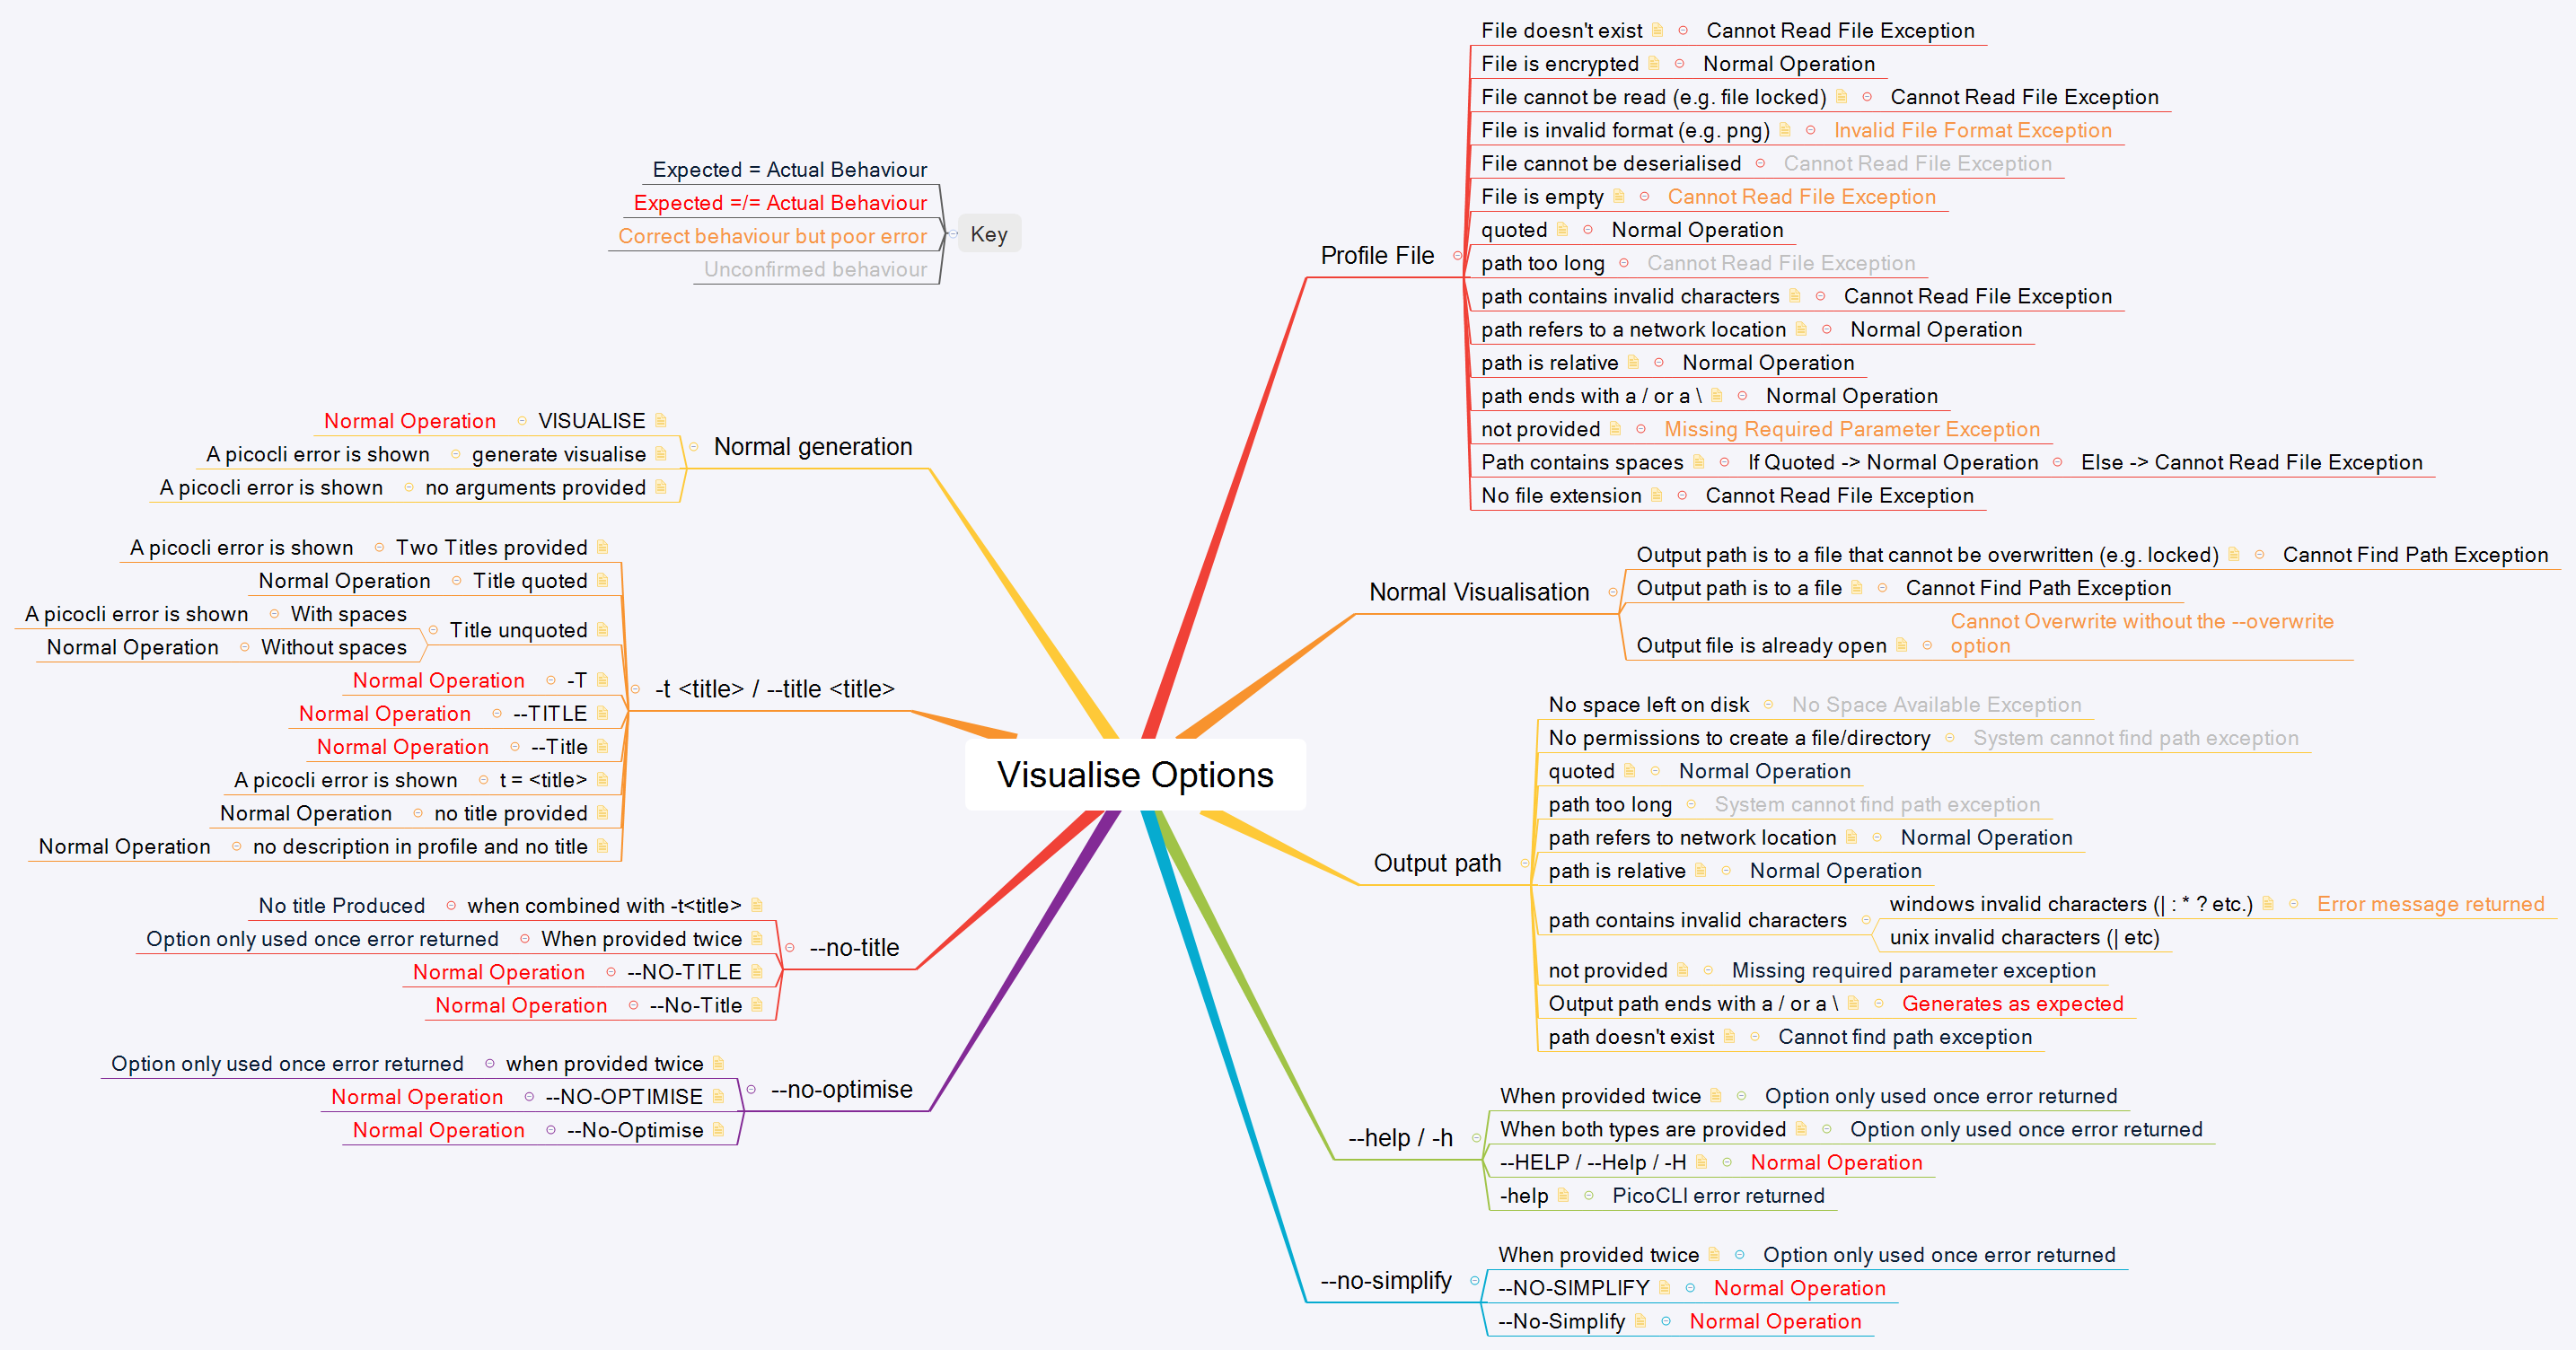 Visualise Options
Key
Expected = Actual Behaviour
Expected =/= Actual Behaviour
Correct behaviour but poor error
Unconfirmed behaviour
Profile File
File doesn't exist Cannot Read File Exception
File is encrypted Normal Operation
File cannot be read (e.g. file locked) Cannot Read File Exception
File is invalid format (e.g. png) Invalid File Format Exception
File cannot be deserialised Cannot Read File Exception
File is empty Cannot Read File Exception
quoted Normal Operation
path too long Cannot Read File Exception
path contains invalid characters Cannot Read File Exception
path refers to a network location Normal Operation
path is relative Normal Operation
path ends with a / or a \ Normal Operation
not provided Missing Required Parameter Exception
Path contains spaces If Quoted -> Normal Operation Else -> Cannot Read File Exception
No file extension Cannot Read File Exception
Normal Visualisation
Output path is to a file that cannot be overwritten (e.g. locked) Cannot Find Path Exception
Output path is to a file Cannot Find Path Exception
Output file is already open Cannot Overwrite without the --overwrite
option
Output path
No space left on disk No Space Available Exception
No permissions to create a file/directory System cannot find path exception
quoted Normal Operation
path too long System cannot find path exception
path refers to network location Normal Operation
path is relative Normal Operation
path contains invalid characters
windows invalid characters (| : * ? etc.) Error message returned
unix invalid characters (| etc)
not provided Missing required parameter exception
Output path ends with a / or a \ Generates as expected
path doesn't exist Cannot find path exception
--help / -h
When provided twice Option only used once error returned
When both types are provided Option only used once error returned
--HELP / --Help / -H Normal Operation
-help PicoCLI error returned
--no-simplify
When provided twice Option only used once error returned
--NO-SIMPLIFY Normal Operation
--No-Simplify Normal Operation
Normal generation
Normal Operation VISUALISE
A picocli error is shown generate visualise
A picocli error is shown no arguments provided
-t <title> / --title <title>
A picocli error is shown Two Titles provided
Normal Operation Title quoted
Title unquoted
A picocli error is shown With spaces
Normal Operation Without spaces
Normal Operation -T
Normal Operation --TITLE
Normal Operation --Title
A picocli error is shown t = <title>
Normal Operation no title provided
Normal Operation no description in profile and no title
--no-title
No title Produced when combined with -t<title>
Option only used once error returned When provided twice
Normal Operation --NO-TITLE
Normal Operation --No-Title
--no-optimise
Option only used once error returned when provided twice
Normal Operation --NO-OPTIMISE
Normal Operation --No-Optimise